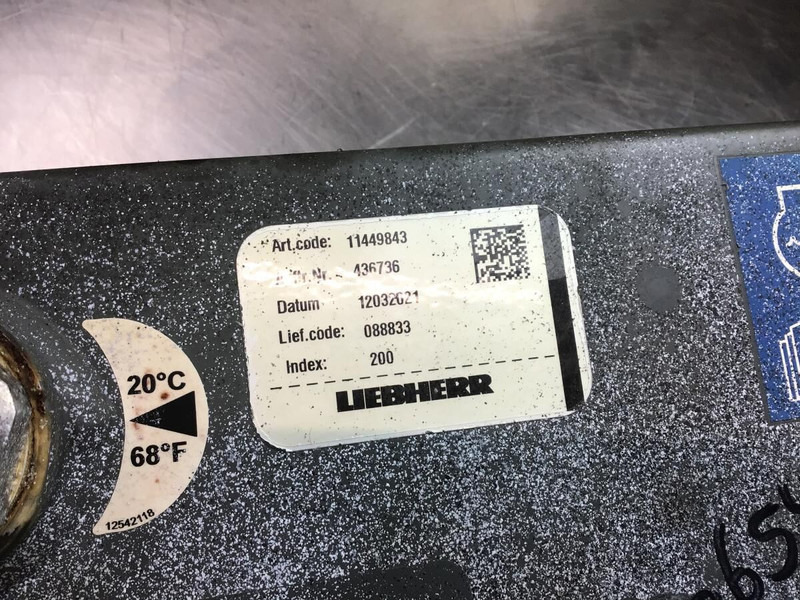 Art.code: 11449843
436736
Datum 12032021
Lief.code: 088833
Index: 200
LIEBHERR
20°C
68°F
12542118